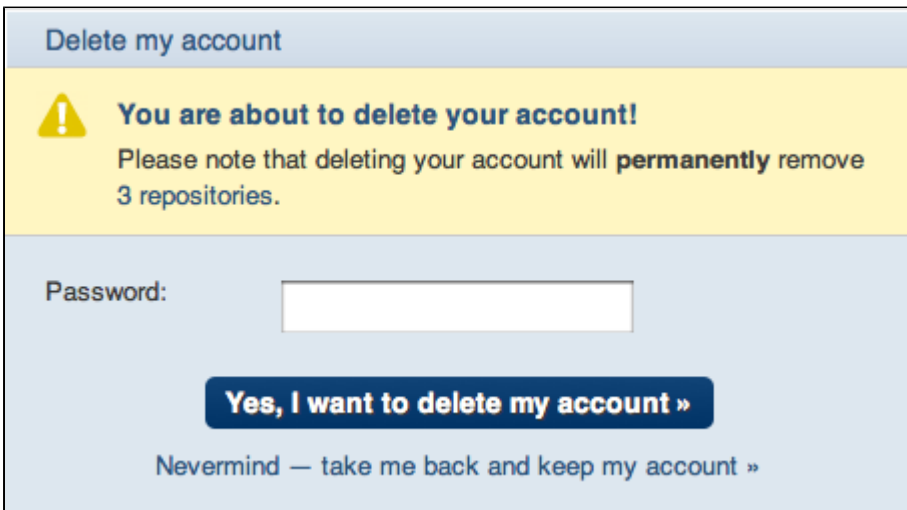 Delete my account
You are about to delete your account!
Please note that deleting your account will permanently remove
3 repositories.
Password:
Yes, I want to delete my account »
Nevermind — take me back and keep my account »